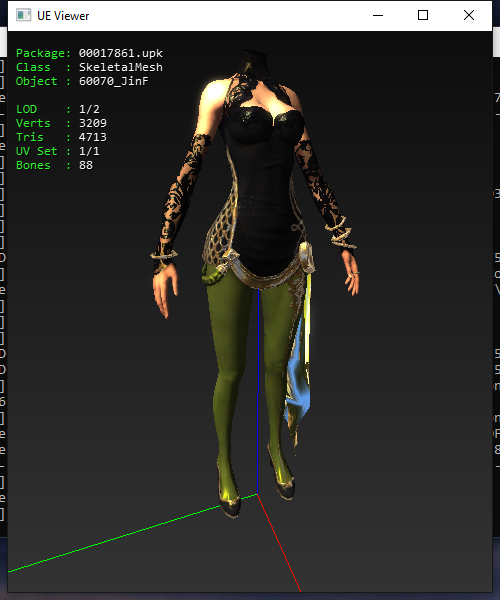 UE Viewer
Package: 00017861.upk
Class : SkeletalMesh
Object : 60070_JinF
LOD : 1/2
Verts : 3209
Tris : 4713
UV Set : 1/1
Bones : 88